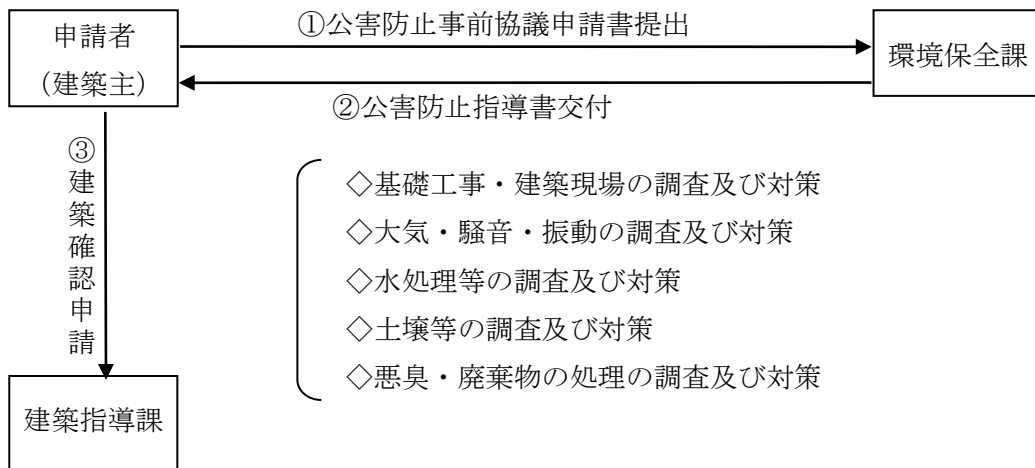 ①公害防止事前協議申請書提出
申請者
(建築主)
環境保全課
②公害防止指導書交付
③建築確認申請
◇基礎工事・建築現場の調査及び対策
◇大気・騒音・振動の調査及び対策
◇水処理等の調査及び対策
◇土壌等の調査及び対策
◇悪臭・廃棄物の処理の調査及び対策
建築指導課